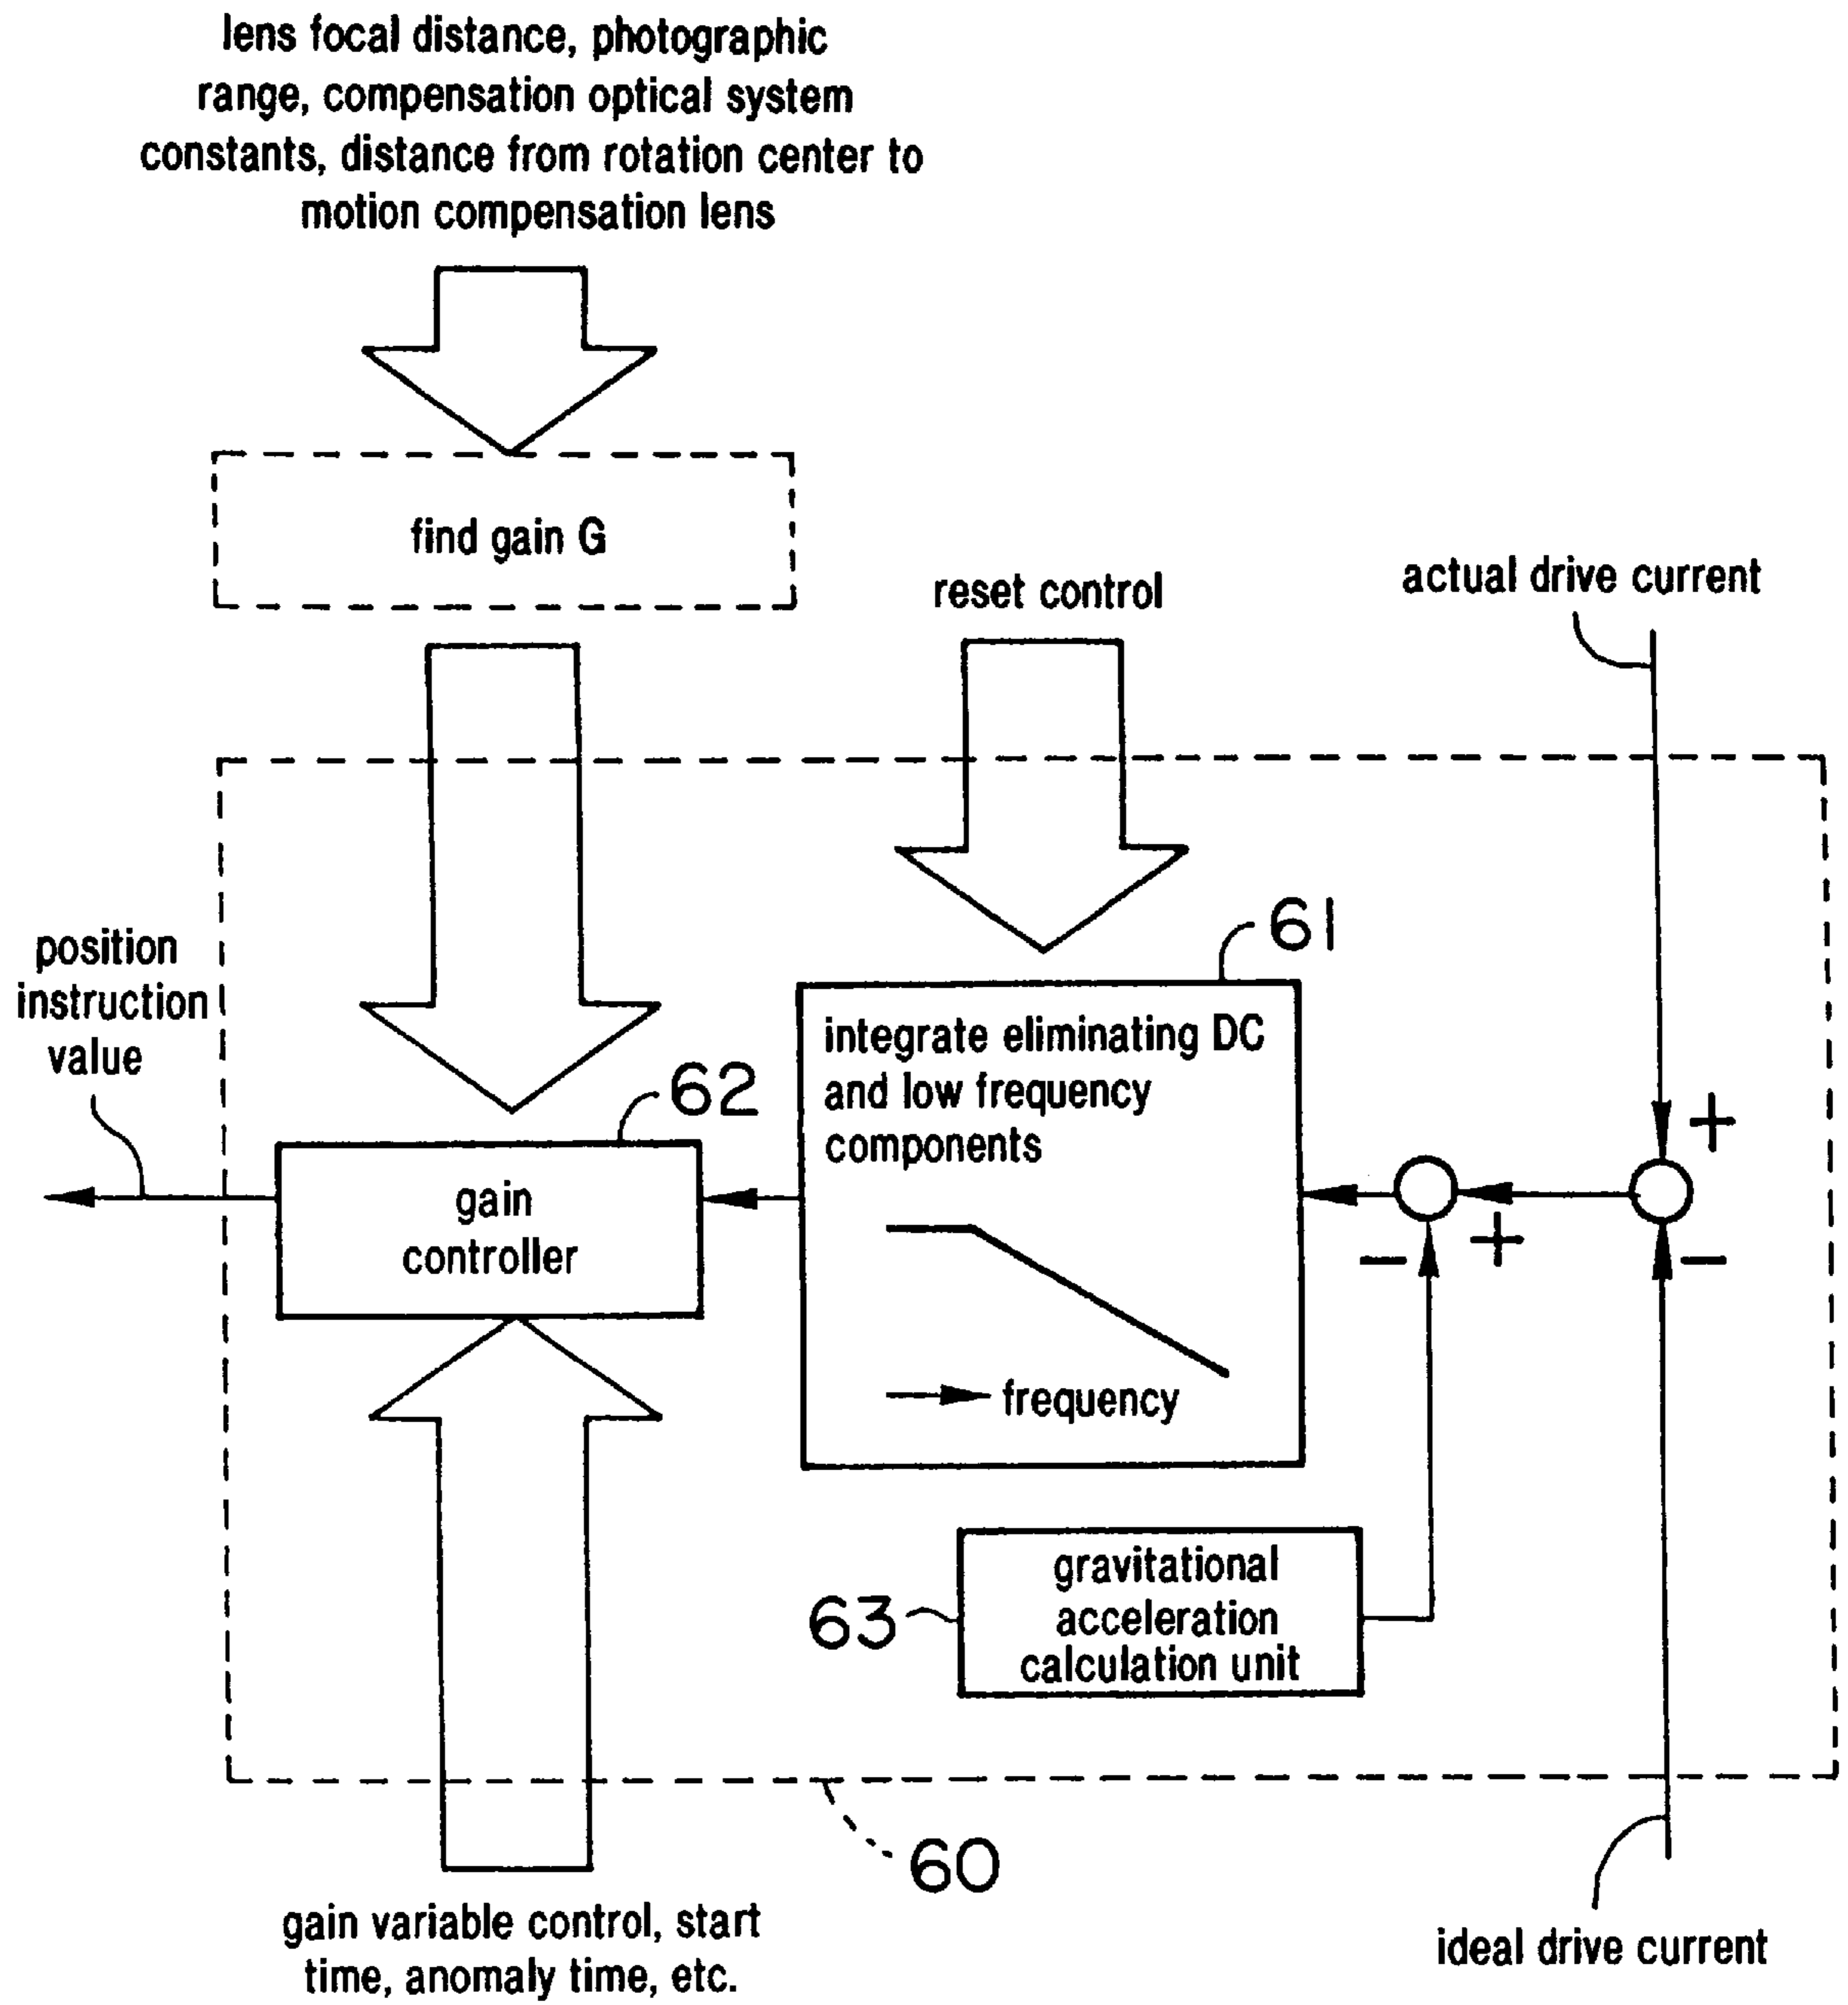 lens focal distance, photographic
range, compensation optical system
constants, distance from rotation center to
motion compensation lens
find gain G
reset control
actual drive current
position
instruction
value
61
integrate eliminating DC
and low frequency
components
62
+
gain
controller
−
+
−
frequency
63
gravitational
acceleration
calculation unit
60
gain variable control, start
time, anomaly time, etc.
ideal drive current